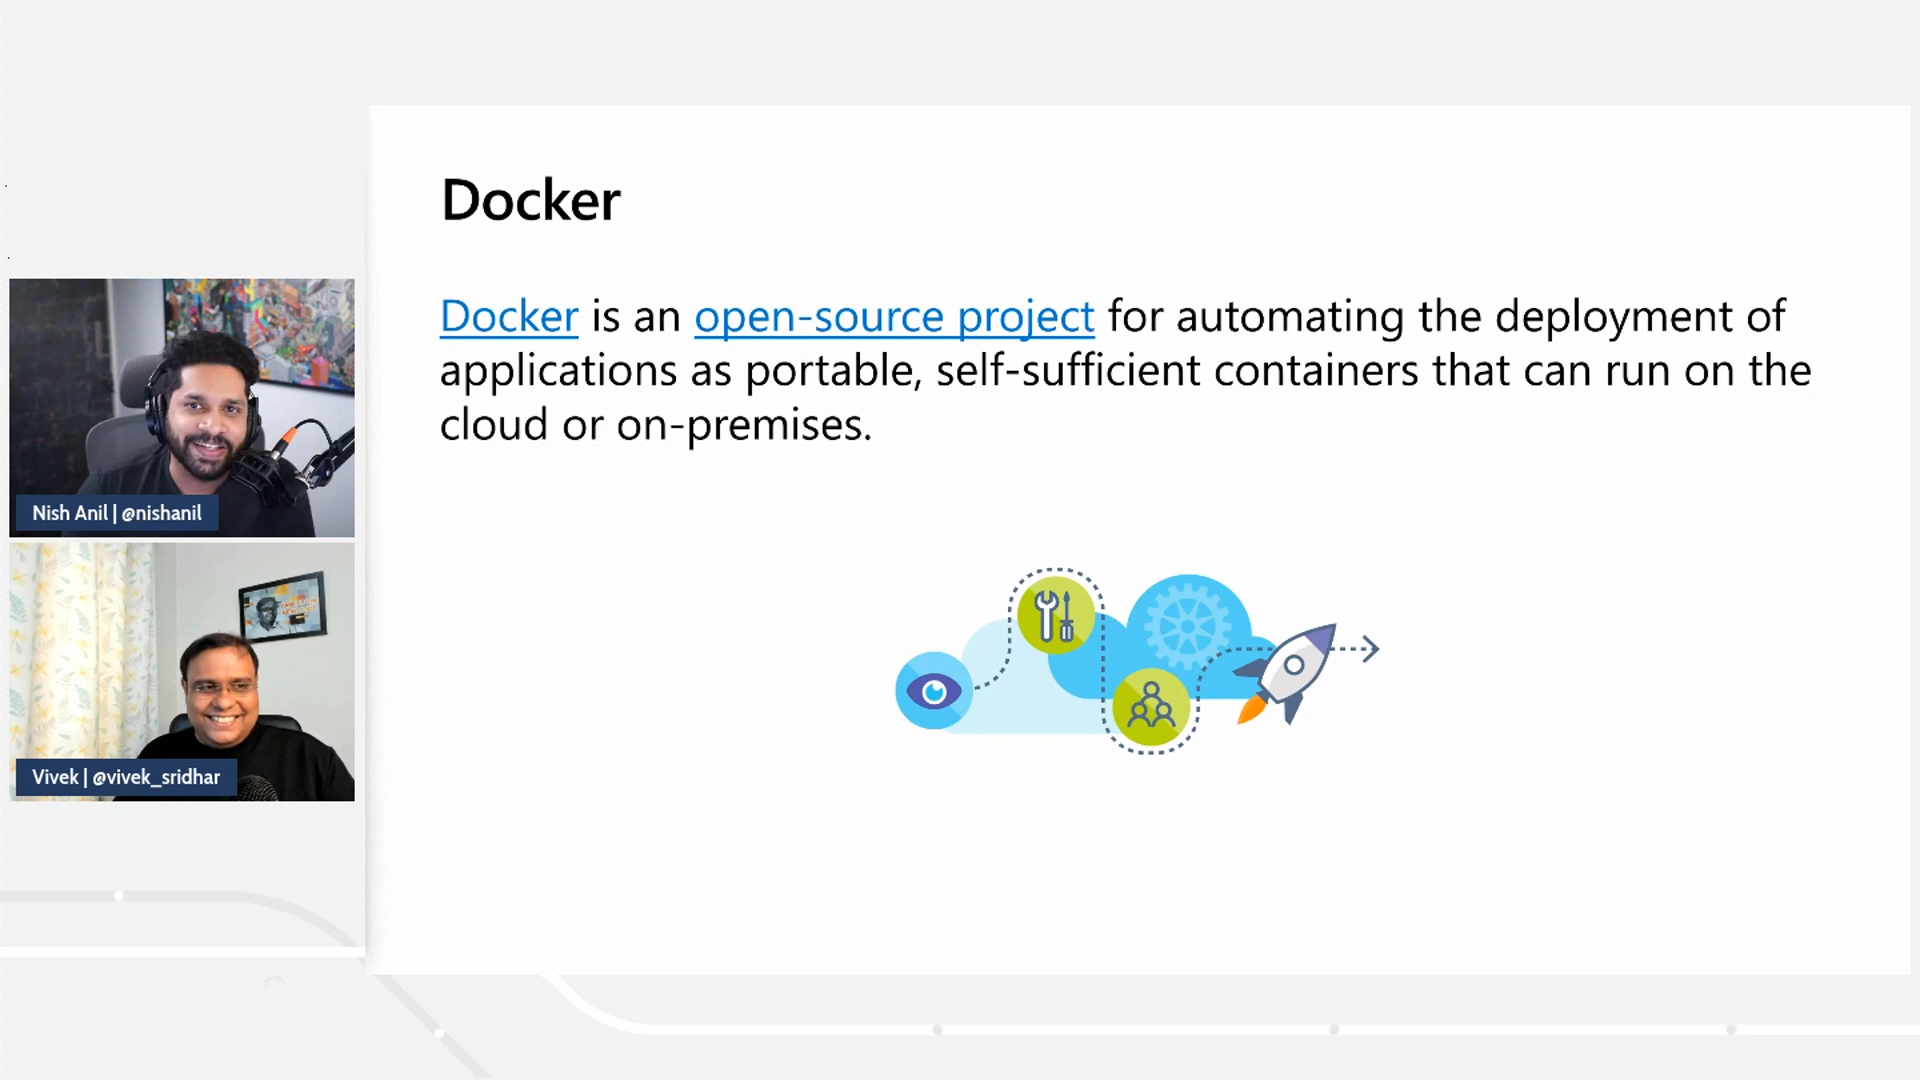 Docker
Docker is an open-source project for automating the deployment of
applications as portable, self-sufficient containers that can run on the
cloud or on-premises.
Nish Anil | @nishanil
Vivek | @vivek_sridhar